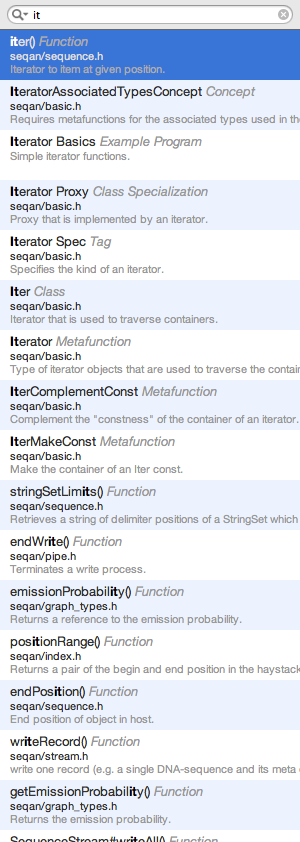 it
iter() Function
seqan/sequence.h
Iterator to item at given position.
IteratorAssociatedTypesConcept Concept
seqan/basic.h
Requires metafunctions for the associated types used in the
Iterator Basics Example Program
Simple iterator functions.
Iterator Proxy Class Specialization
seqan/basic.h
Proxy that is implemented by an iterator.
Iterator Spec Tag
seqan/basic.h
Specifies the kind of an iterator.
Iter Class
seqan/basic.h
Iterator that is used to traverse containers.
Iterator Metafunction
seqan/basic.h
Type of iterator objects that are used to traverse the contain
IterComplementConst Metafunction
seqan/basic.h
Complement the "constness" of the container of an iterator.
IterMakeConst Metafunction
seqan/basic.h
Make the container of an Iter const.
stringSetLimits() Function
seqan/sequence.h
Retrieves a string of delimiter positions of a StringSet which
endWrite() Function
seqan/pipe.h
Terminates a write process.
emissionProbability() Function
seqan/graph_types.h
Returns a reference to the emission probability.
positionRange() Function
seqan/index.h
Returns a pair of the begin and end position in the haystack
endPosition() Function
seqan/sequence.h
End position of object in host.
writeRecord() Function
seqan/stream.h
write one record (e.g. a single DNA-sequence and its meta
getEmissionProbability() Function
seqan/graph_types.h
Returns the emission probability.
SequenceStream#writeAll() Function